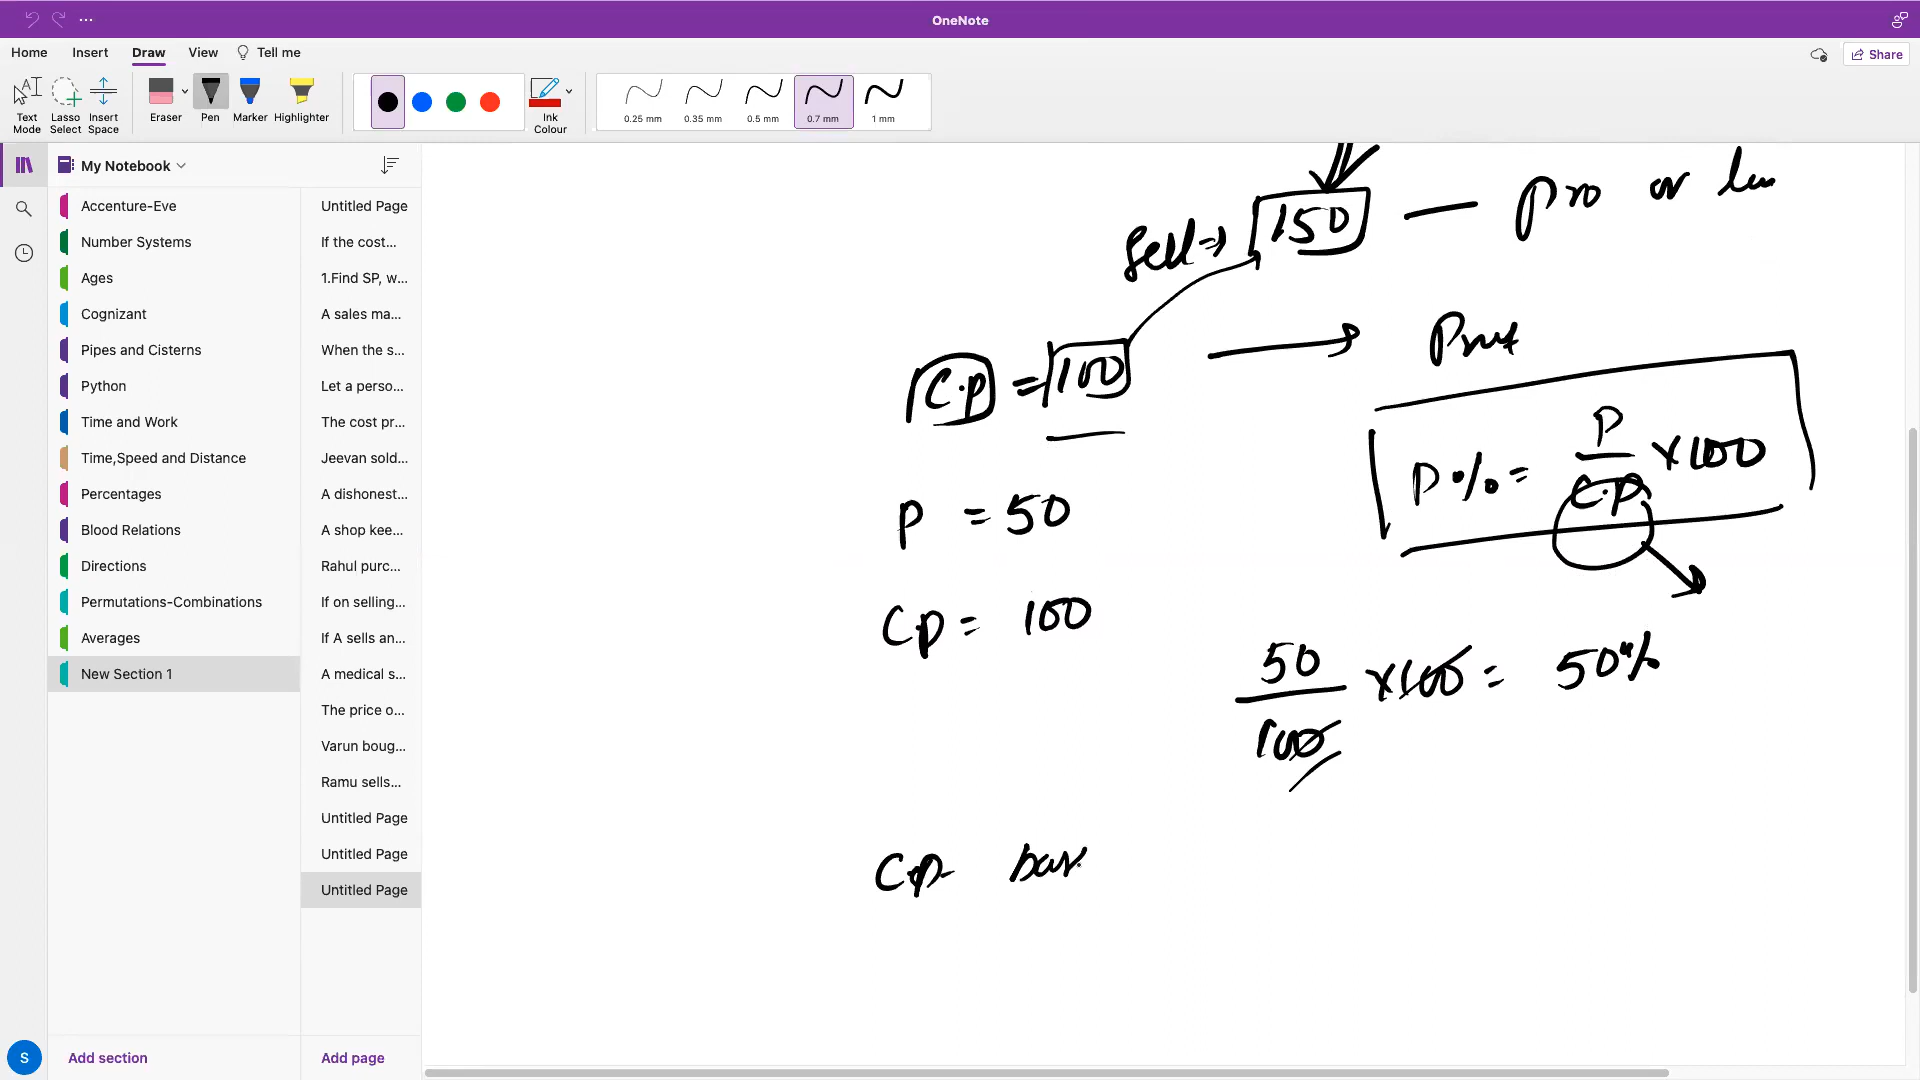 OneNote
Home Insert Draw View Tell me
Share
Text Mode
Lasso Select
Insert Space
Eraser
Pen
Marker
Highlighter
Ink Colour
0.25 mm
0.35 mm
0.5 mm
0.7 mm
1 mm
My Notebook
Accenture-Eve
Number Systems
Ages
Cognizant
Pipes and Cisterns
Python
Time and Work
Time,Speed and Distance
Percentages
Blood Relations
Directions
Permutations-Combinations
Averages
New Section 1
Add section
Untitled Page
If the cost...
1.Find SP, w...
A sales ma...
When the s...
Let a perso...
The cost pr...
Jeevan sold...
A dishonest...
A shop kee...
Rahul purc...
If on selling...
If A sells an...
A medical s...
The price o...
Varun boug...
Ramu sells...
Untitled Page
Untitled Page
Untitled Page
Add page
S
Sell → 150 — Pro or
C.P = 100 →
P% = P/C.P × 100
P = 50
CP = 100
50/100 × 100 = 50%
C.P